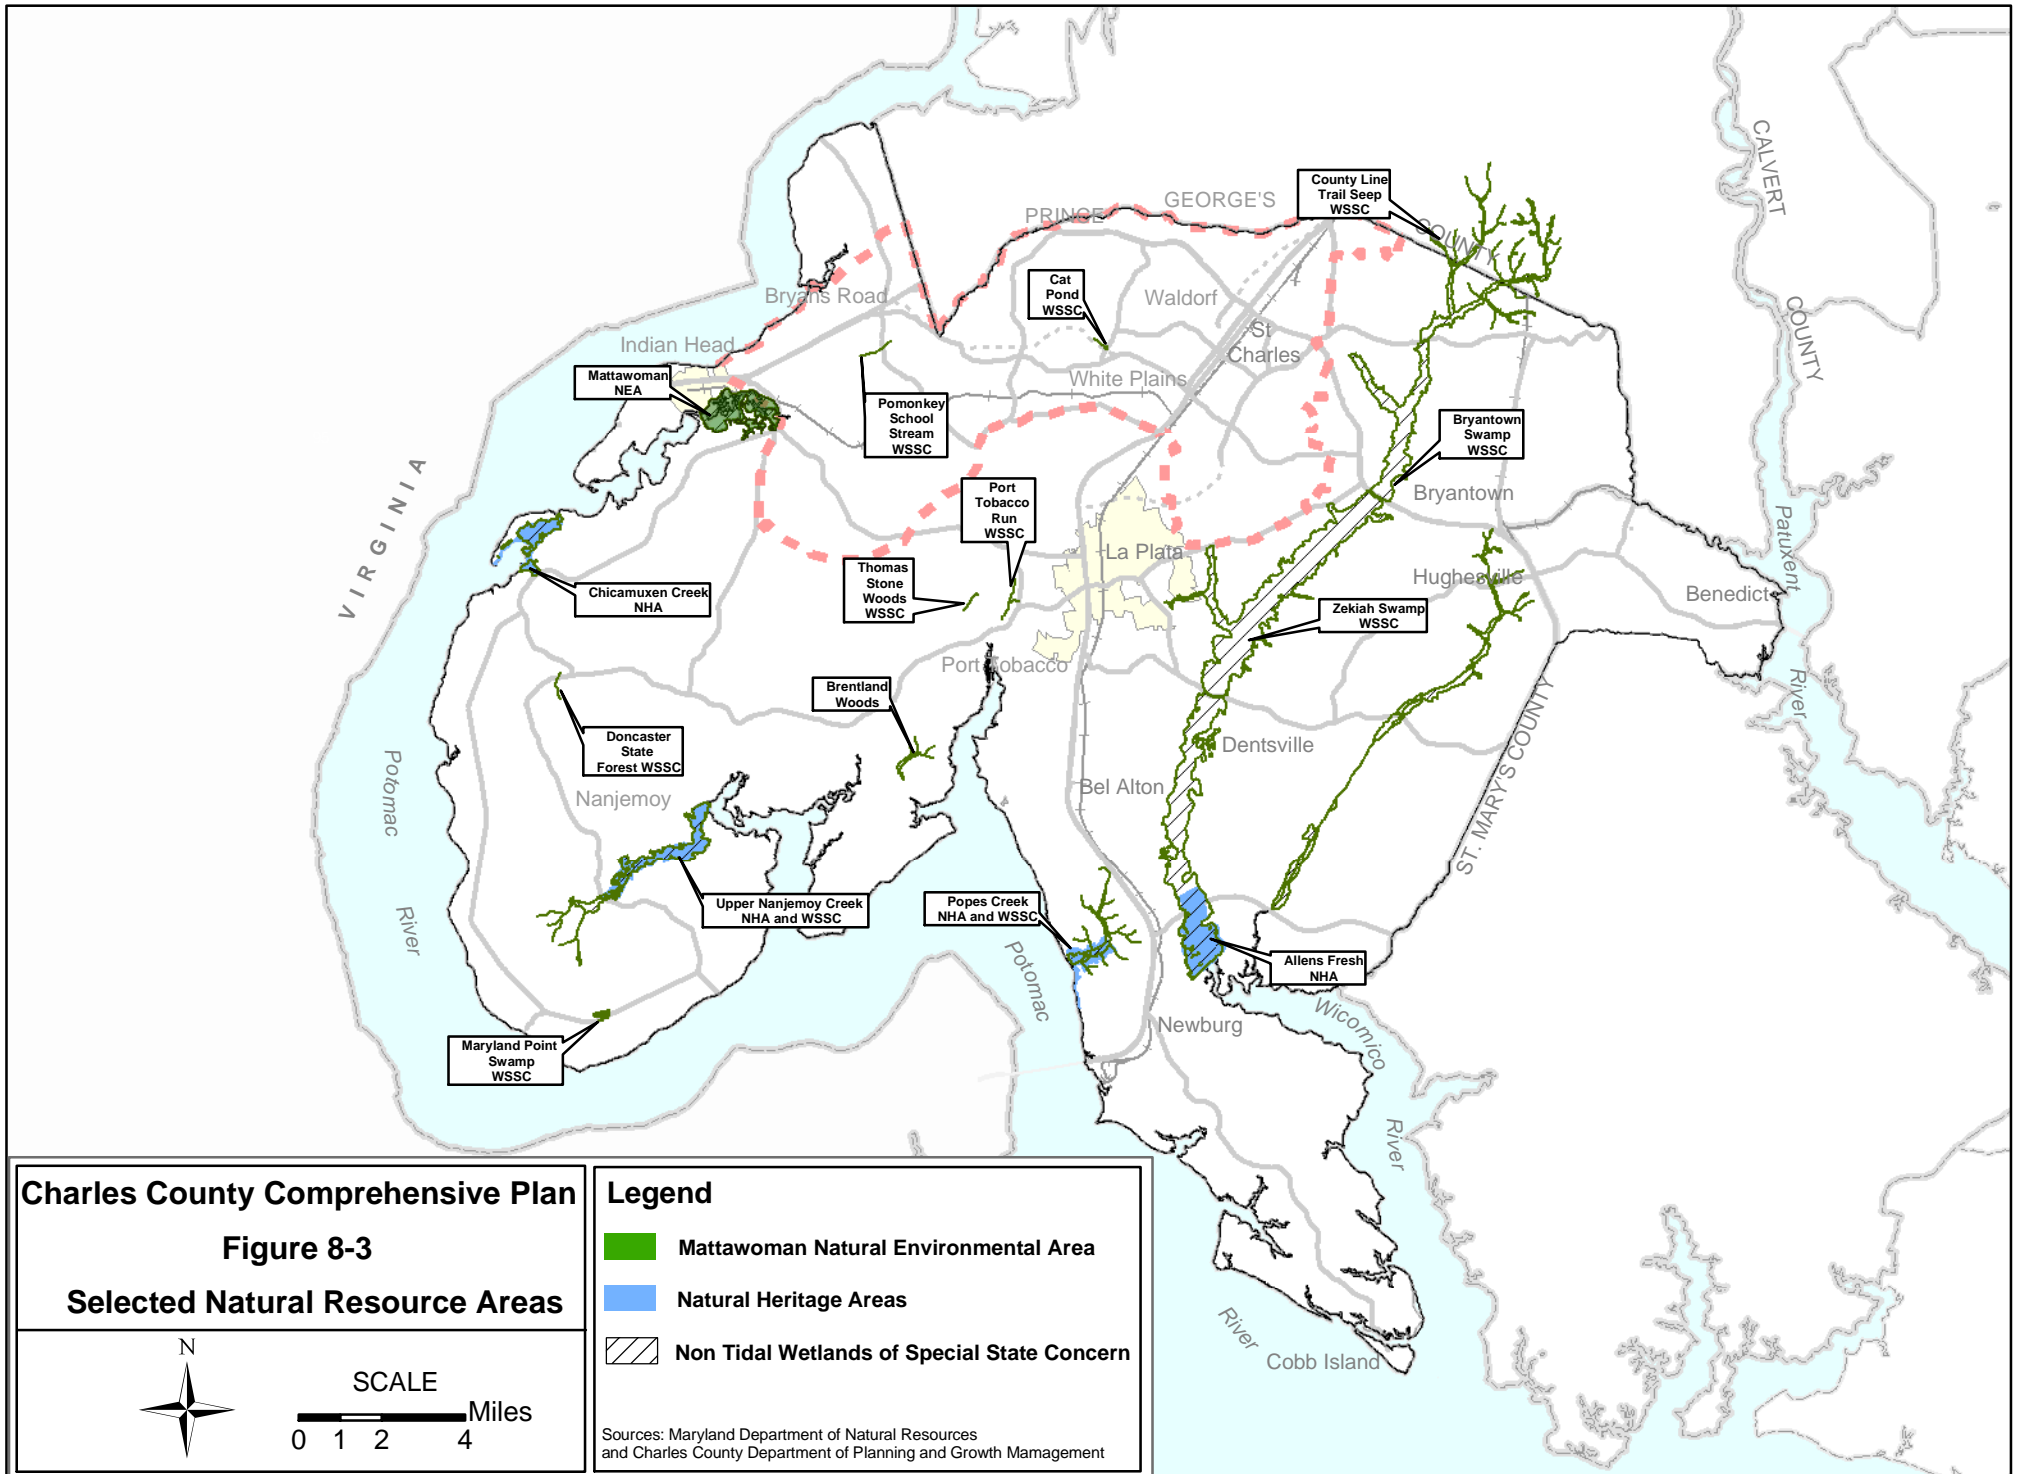 CALVERT
COUNTY
County Line
Trail Seep
WSSC
PRINCE
GEORGE'S
COUNTY
Cat
Pond
WSSC
Waldorf
Bryans Road
St
Charles
Indian Head
White Plains
Mattawoman
NEA
Pomonkey
School
Stream
WSSC
Bryantown
Swamp
WSSC
Bryantown
VIRGINIA
Port
Tobacco
Run
WSSC
La Plata
Patuxent
River
Thomas
Stone
Woods
WSSC
Hughesville
Benedict
Chicamuxen Creek
NHA
Zekiah Swamp
WSSC
Port Tobacco
Brentland
Woods
Doncaster
State
Forest WSSC
Dentsville
ST. MARY'S COUNTY
Potomac
River
Nanjemoy
Bel Alton
Upper Nanjemoy Creek
NHA and WSSC
Popes Creek
NHA and WSSC
Allens Fresh
NHA
Potomac
River
Newburg
Wicomico
River
Maryland Point
Swamp
WSSC
Cobb Island
Charles County Comprehensive Plan
Figure 8-3
Selected Natural Resource Areas
N
SCALE
Miles
0 1 2 4
Legend
Mattawoman Natural Environmental Area
Natural Heritage Areas
Non Tidal Wetlands of Special State Concern
Sources: Maryland Department of Natural Resources
and Charles County Department of Planning and Growth Mamagement